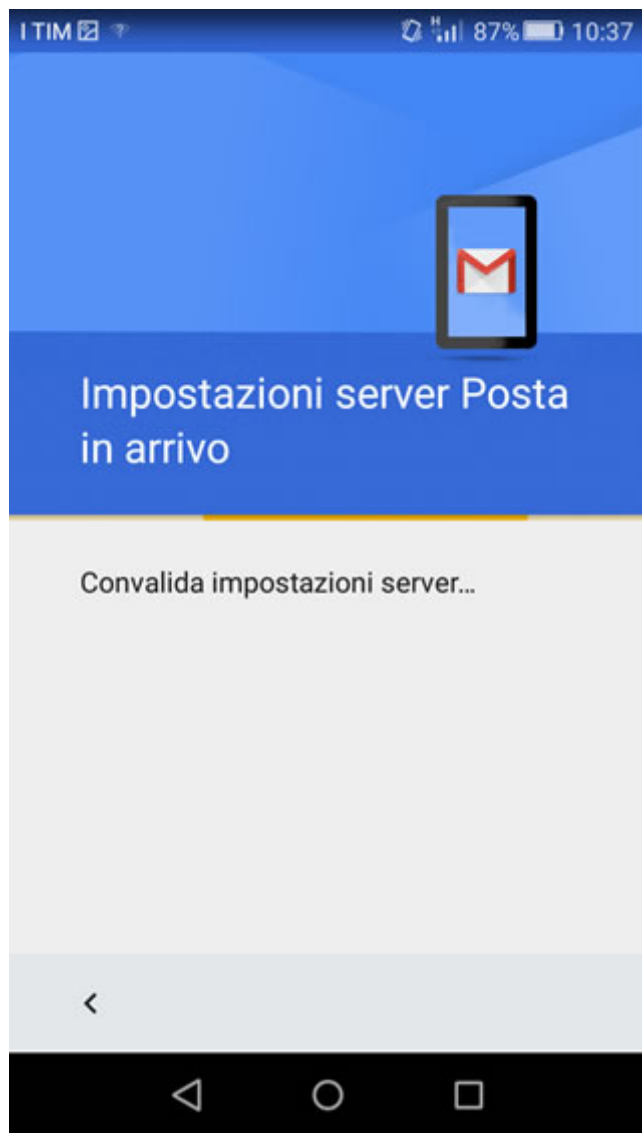 I TIM 87% 10:37
Impostazioni server Posta
in arrivo
Convalida impostazioni server...